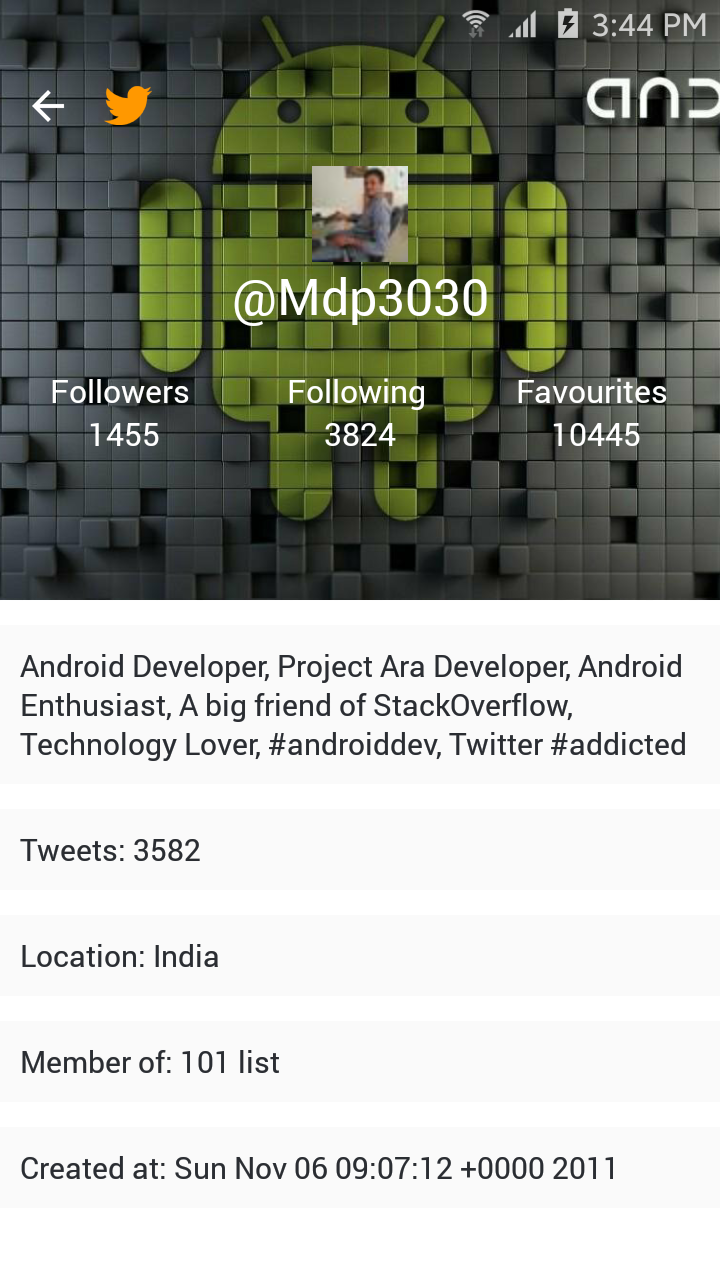 3:44 PM
@Mdp3030
Followers Following Favourites
1455 3824 10445
Android Developer, Project Ara Developer, Android
Enthusiast, A big friend of StackOverflow,
Technology Lover, #androiddev, Twitter #addicted
Tweets: 3582
Location: India
Member of: 101 list
Created at: Sun Nov 06 09:07:12 +0000 2011